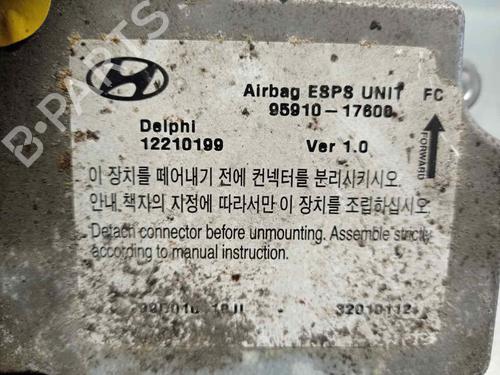 Airbag ESPS UNIT FC
95910-17600
Delphi
12210199 Ver 1.0
FORWARD
이 장치를 떼어내기 전에 컨넥터를 분리시키시오.
안내 책자의 지정에 따라서만 이 장치를 조립하십시오
Detach connector before unmounting. Assemble strictly
according to manual instruction.
32010112